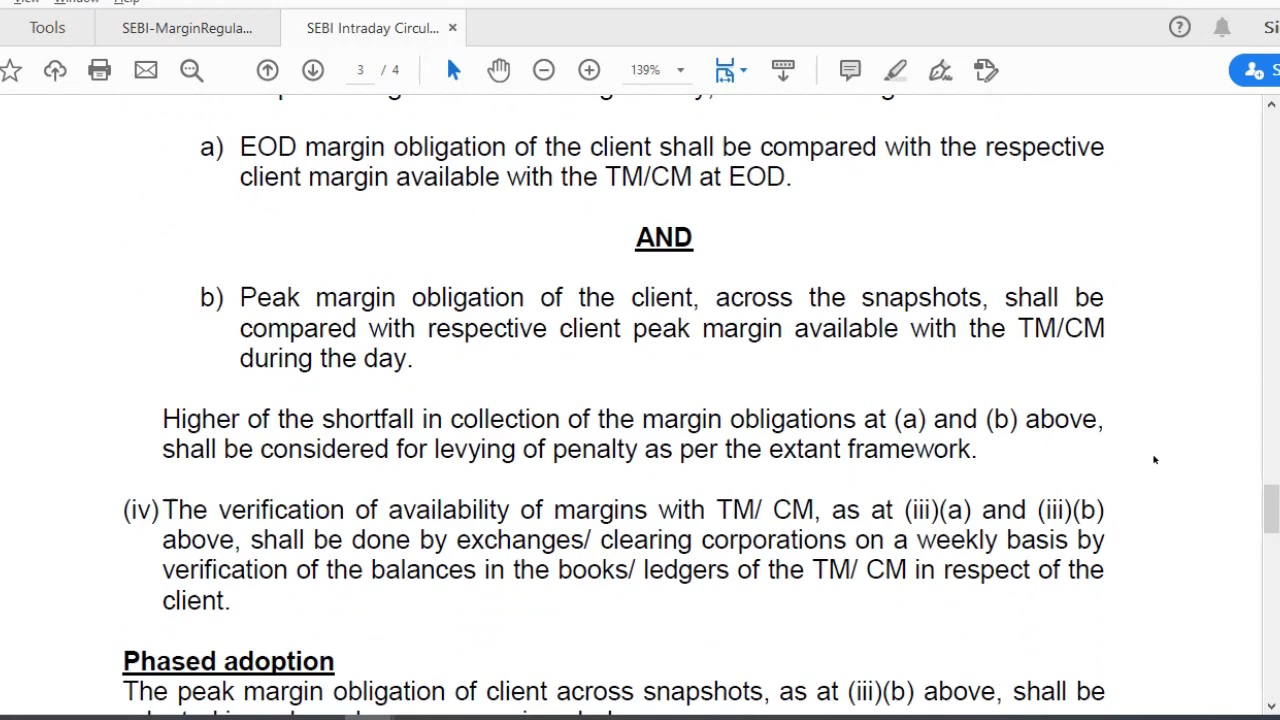 View Window Help
Tools SEBI-MarginRegula... SEBI Intraday Circul... ×
Si
3 / 4 139%
S
a) EOD margin obligation of the client shall be compared with the respective
client margin available with the TM/CM at EOD.
AND
b) Peak margin obligation of the client, across the snapshots, shall be
compared with respective client peak margin available with the TM/CM
during the day.
Higher of the shortfall in collection of the margin obligations at (a) and (b) above,
shall be considered for levying of penalty as per the extant framework.
(iv) The verification of availability of margins with TM/ CM, as at (iii)(a) and (iii)(b)
above, shall be done by exchanges/ clearing corporations on a weekly basis by
verification of the balances in the books/ ledgers of the TM/ CM in respect of the
client.
Phased adoption
The peak margin obligation of client across snapshots, as at (iii)(b) above, shall be